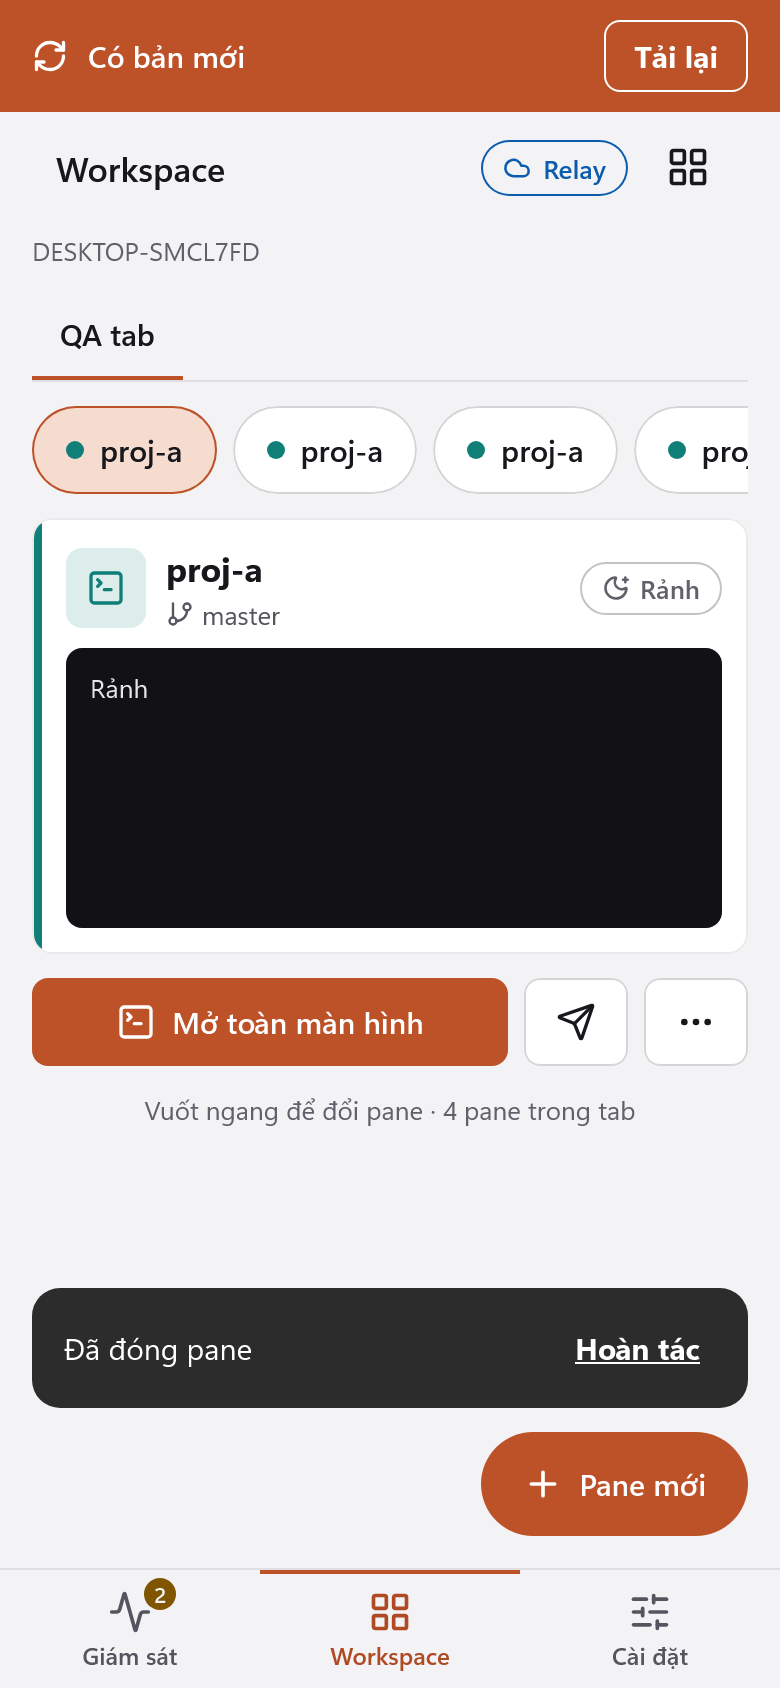 Có bản mới
Tải lại
Workspace
Relay
DESKTOP-SMCL7FD
QA tab
proj-a
proj-a
proj-a
proj
proj-a
master
Rảnh
Rảnh
Mở toàn màn hình
Vuốt ngang để đổi pane · 4 pane trong tab
Đã đóng pane
Hoàn tác
Pane mới
2
Giám sát
Workspace
Cài đặt